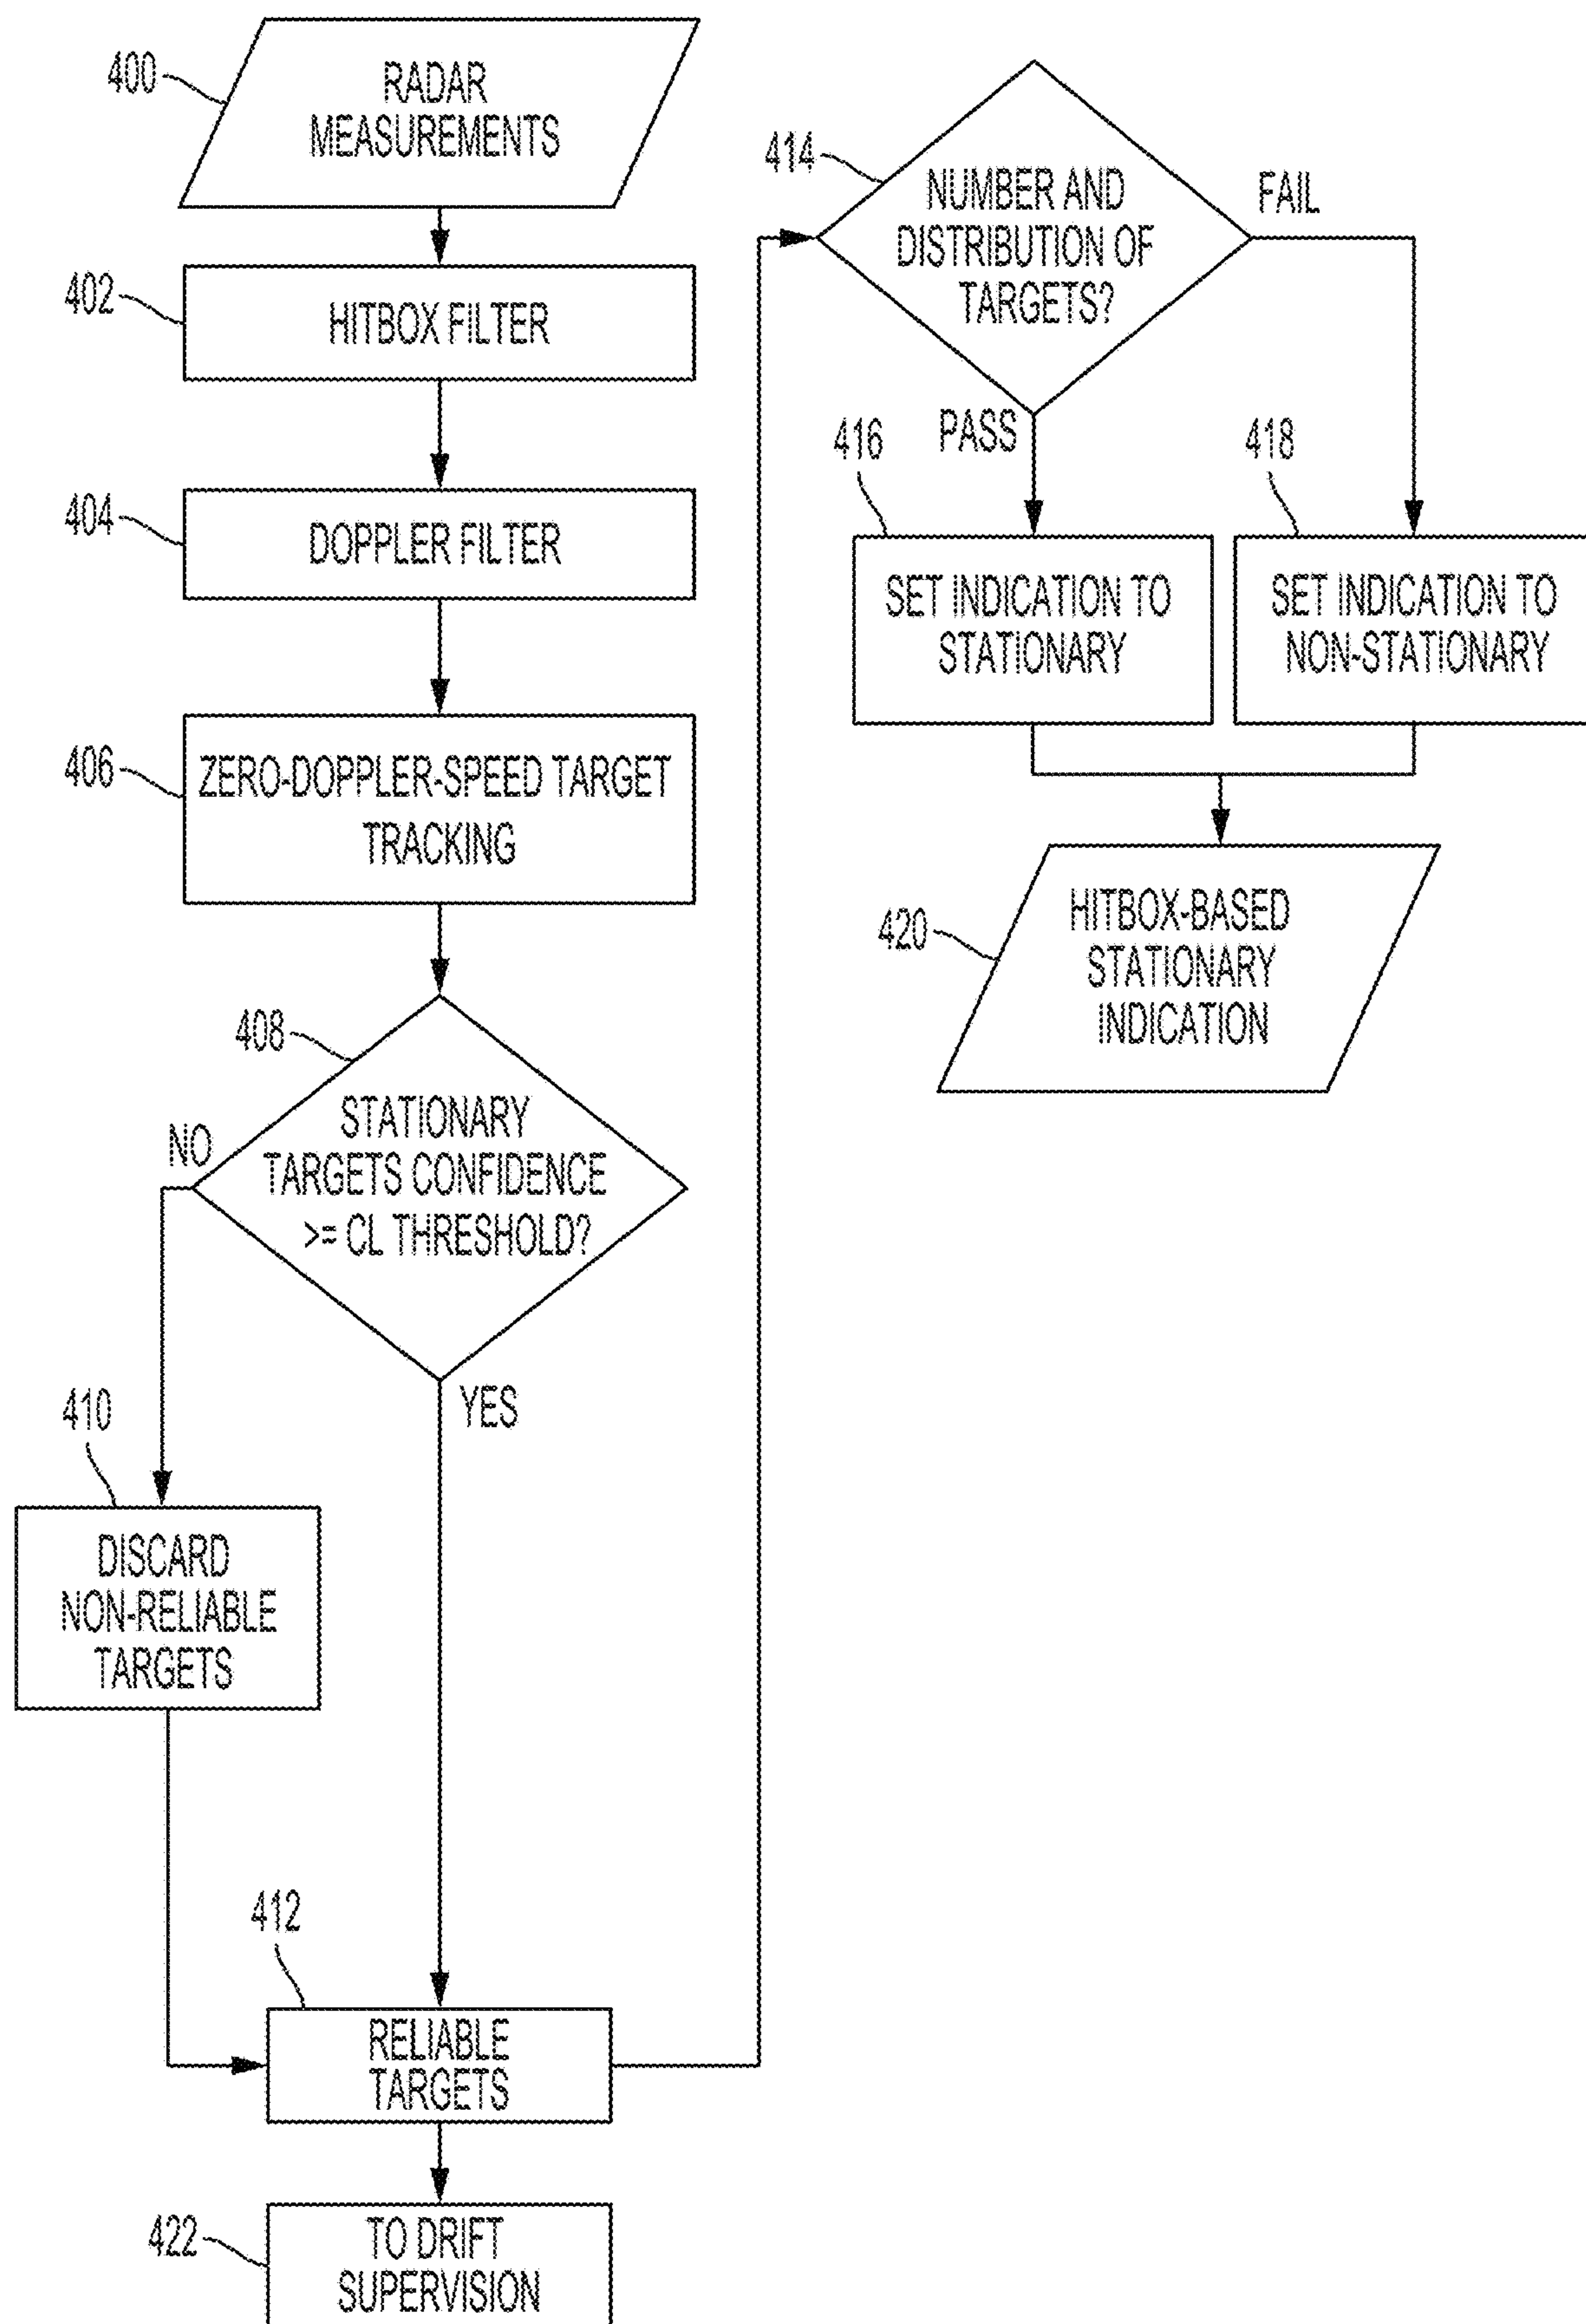 400
RADAR
MEASUREMENTS
402
HITBOX FILTER
404
DOPPLER FILTER
406
ZERO-DOPPLER-SPEED TARGET
TRACKING
408
STATIONARY
TARGETS CONFIDENCE
>= CL THRESHOLD?
NO
YES
410
DISCARD
NON-RELIABLE
TARGETS
412
RELIABLE
TARGETS
422
TO DRIFT
SUPERVISION
414
NUMBER AND
DISTRIBUTION OF
TARGETS?
FAIL
PASS
416
SET INDICATION TO
STATIONARY
418
SET INDICATION TO
NON-STATIONARY
420
HITBOX-BASED
STATIONARY
INDICATION